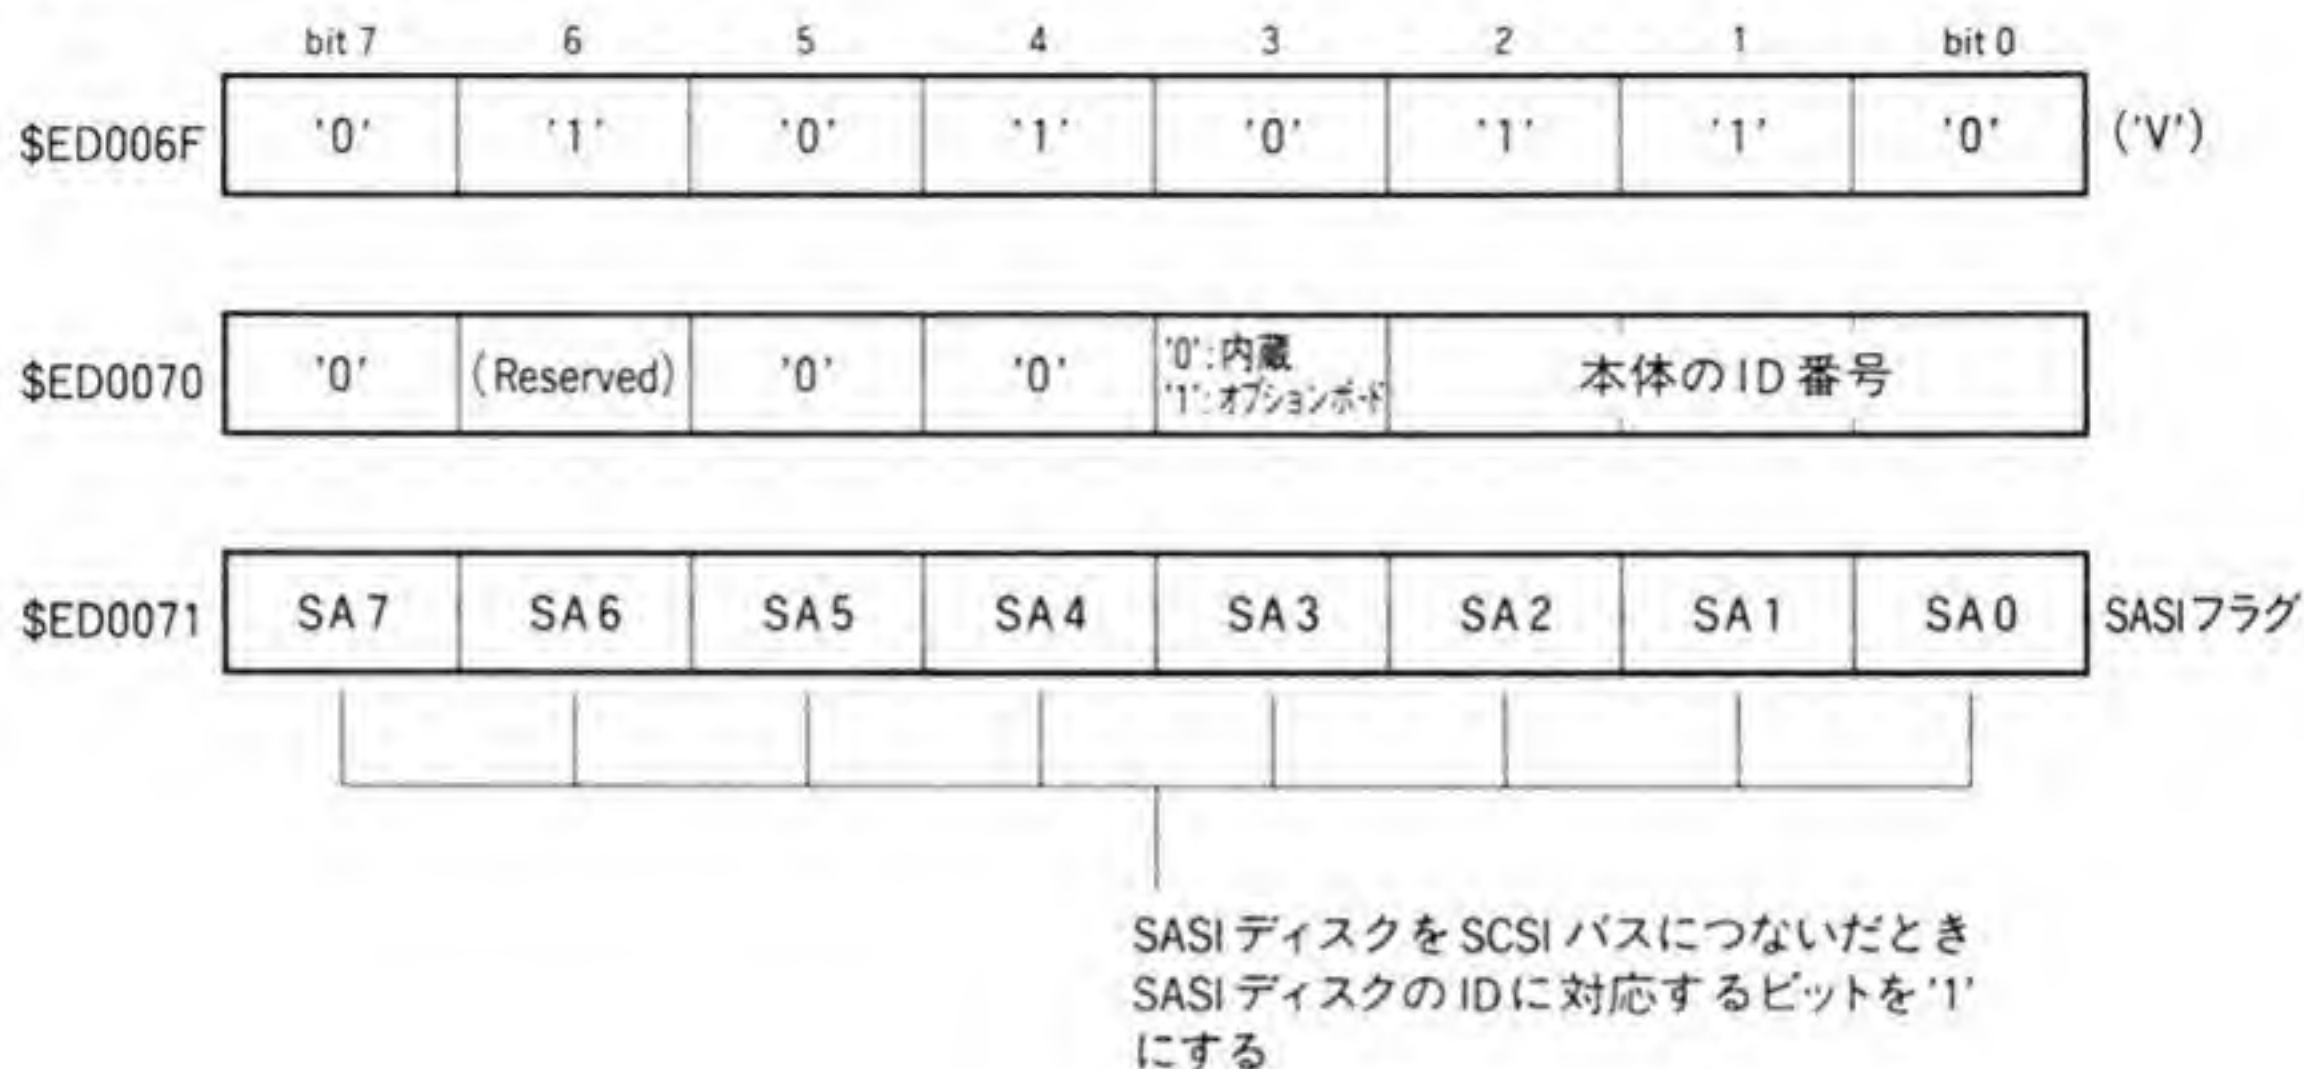 bit 7 6 5 4 3 2 1 bit 0
$ED006F '0' '1' '0' '1' '0' '1' '1' '0' ('V')
$ED0070 '0' (Reserved) '0' '0' '0':内蔵 本体のID番号
'1':オプションボード
$ED0071 SA7 SA6 SA5 SA4 SA3 SA2 SA1 SA0 SASIフラグ
SASIディスクをSCSIバスにつないだとき
SASIディスクのIDに対応するビットを'1'
にする